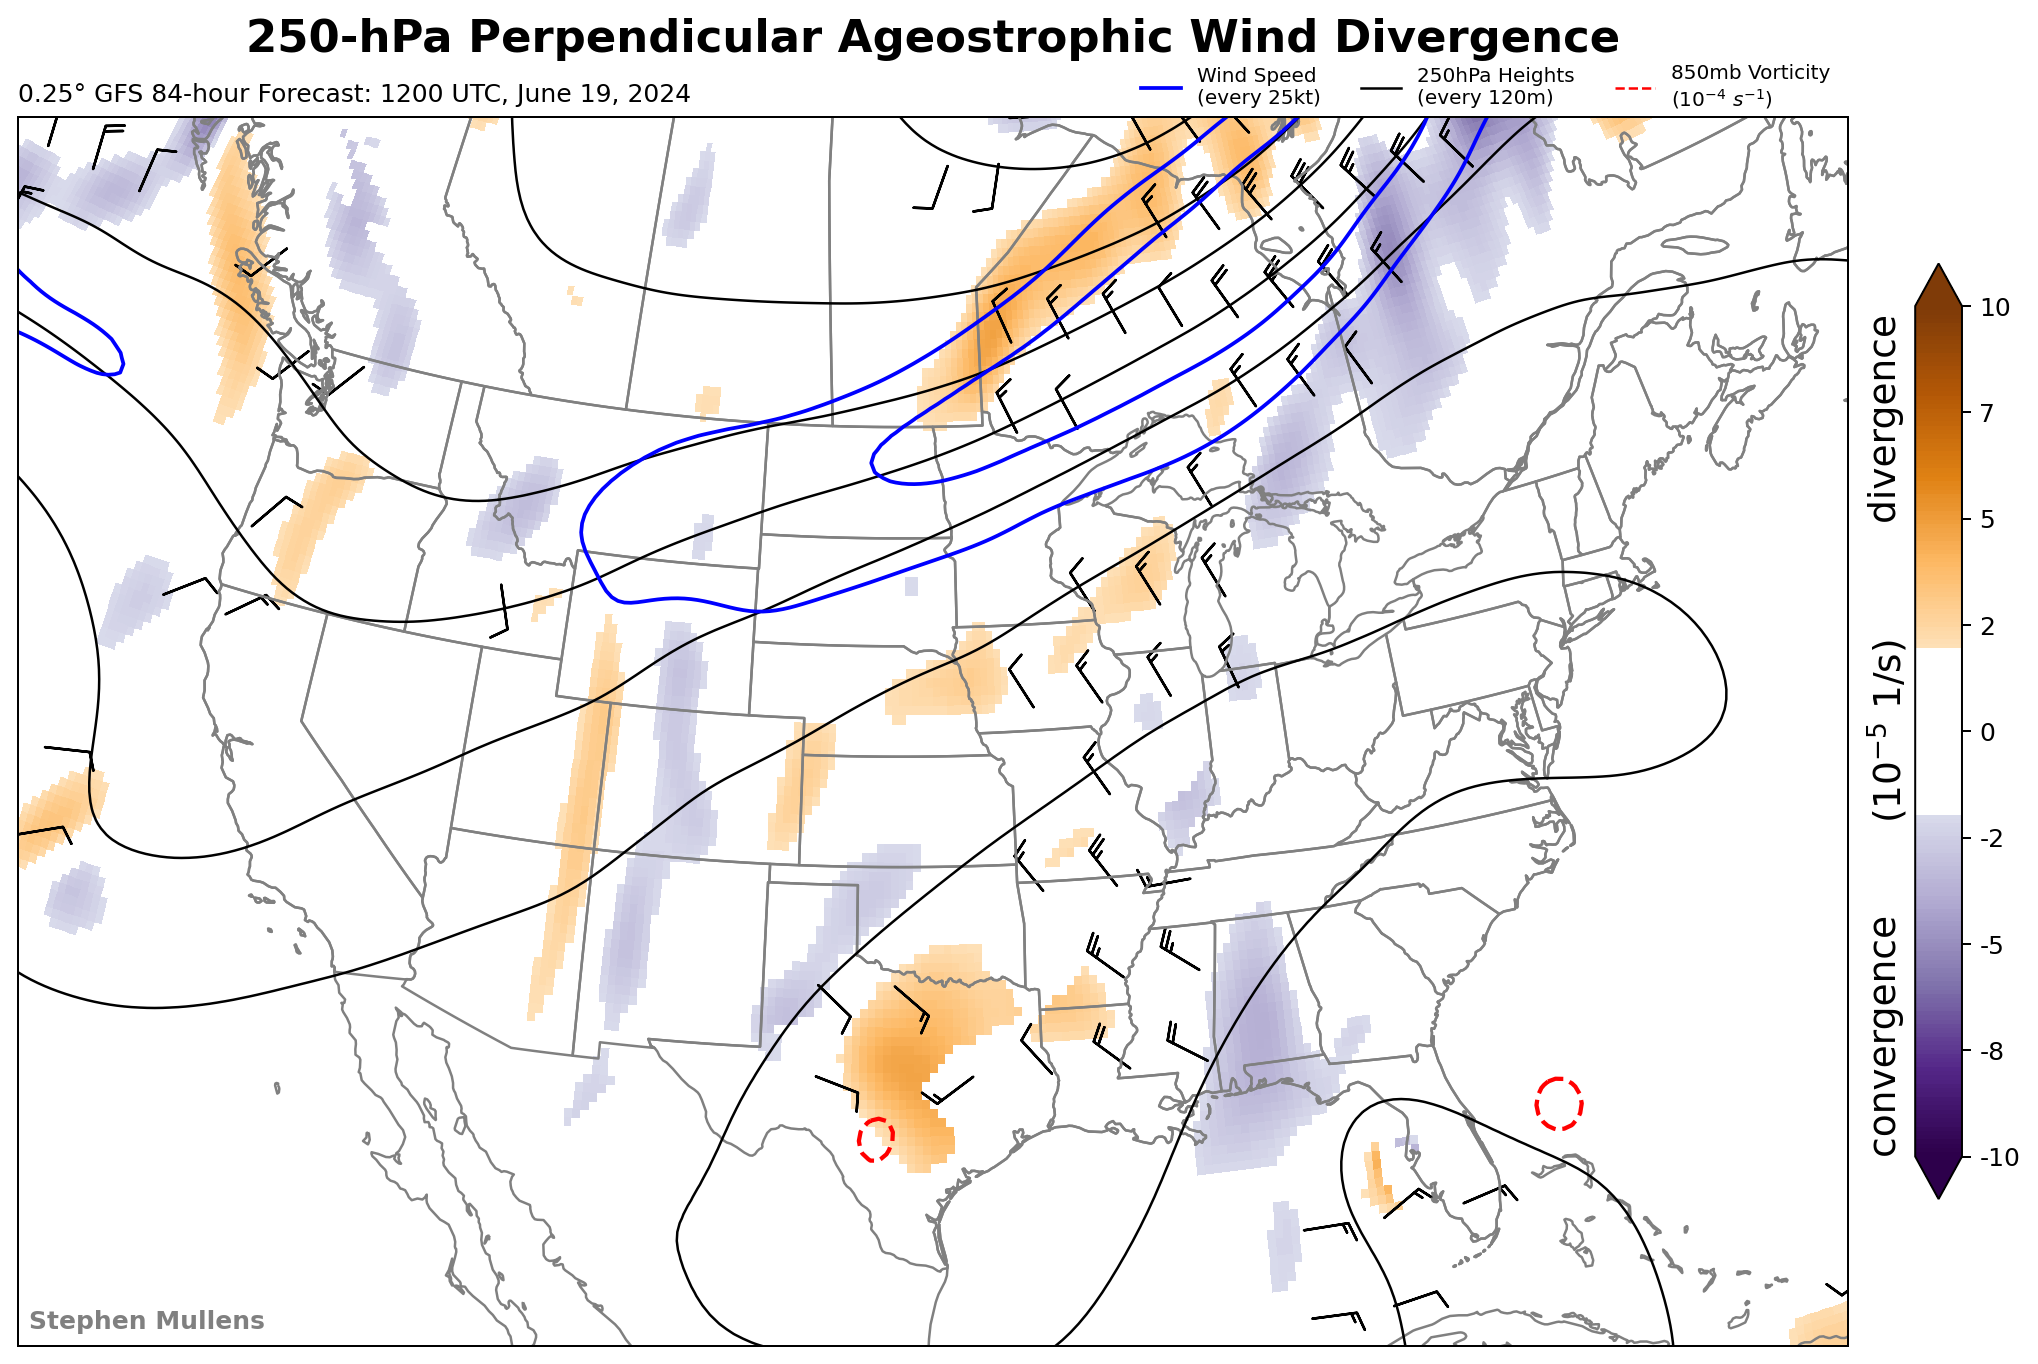 250-hPa Perpendicular Ageostrophic Wind Divergence
0.25° GFS 84-hour Forecast: 1200 UTC, June 19, 2024
Wind Speed
(every 25kt)
250hPa Heights
(every 120m)
850mb Vorticity
(10⁻⁴ s⁻¹)
10
7
5
2
0
-2
-5
-8
-10
convergence (10⁻⁵ 1/s) divergence
Stephen Mullens